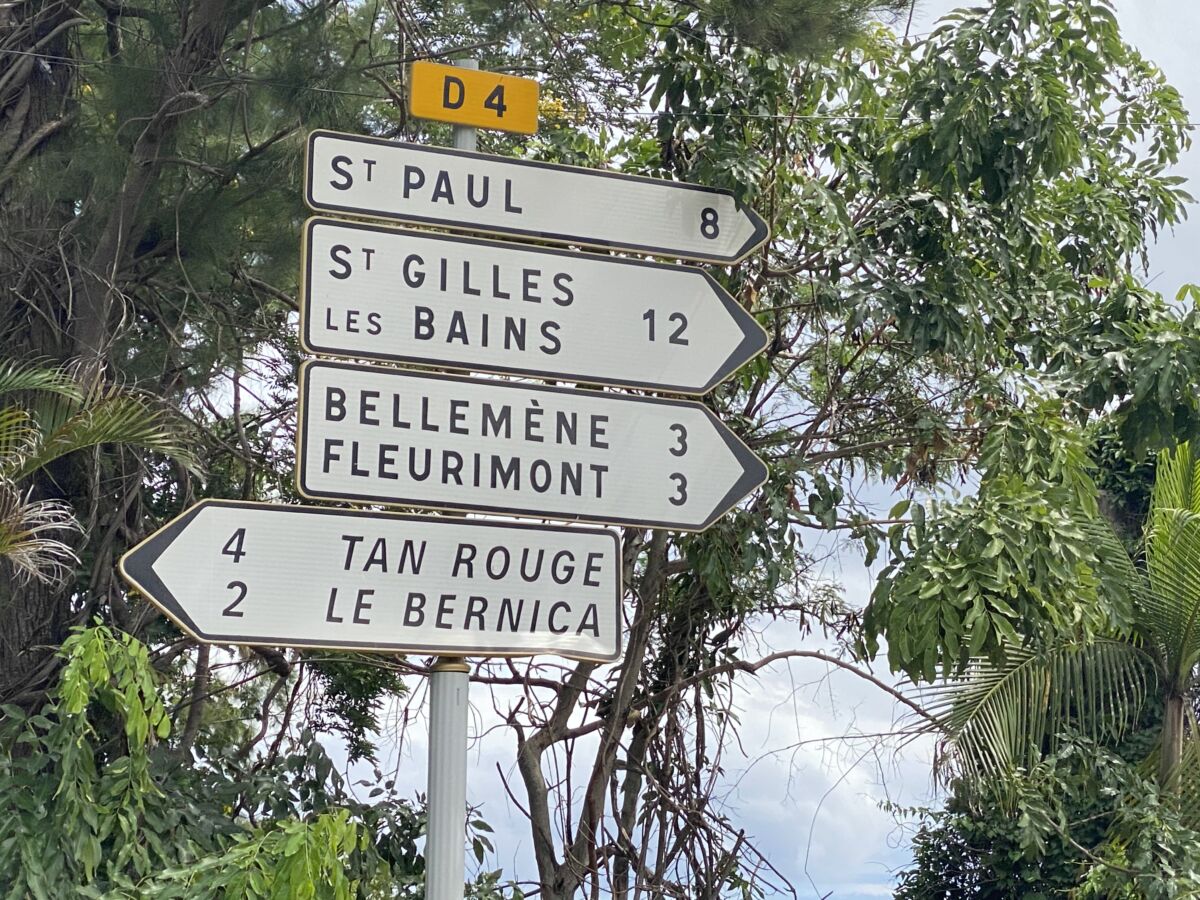 D 4
ST PAUL 8
ST GILLES
LES BAINS 12
BELLEMÈNE 3
FLEURIMONT 3
4 TAN ROUGE
2 LE BERNICA